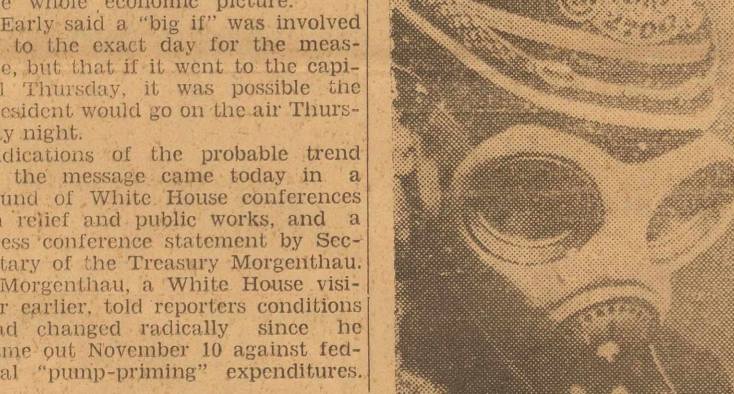 e whole economic picture.
Early said a "big if" was involved
to the exact day for the meas-
e, but that if it went to the capi-
l Thursday, it was possible the
esident would go on the air Thurs-
y night.
dications of the probable trend
the message came today in a
und of White House conferences
n relief and public works, and a
ess conference statement by Sec-
tary of the Treasury Morgenthau.
Morgenthau, a White House visi-
r earlier, told reporters conditions
ad changed radically since he
me out November 10 against fed-
al "pump-priming" expenditures.